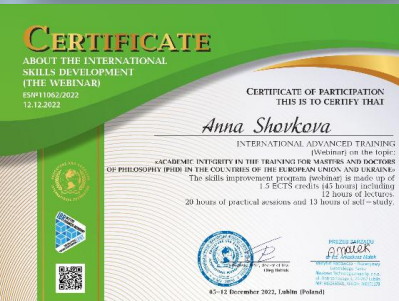 CERTIFICATE
ABOUT THE INTERNATIONAL
SKILLS DEVELOPMENT
(THE WEBINAR)
ES№11062/2022
12.12.2022
CERTIFICATE OF PARTICIPATION
THIS IS TO CERTIFY THAT
Anna Shovkova
INTERNATIONAL ADVANCED TRAINING
(Webinar) on the topic:
«ACADEMIC INTEGRITY IN THE TRAINING FOR MASTERS AND DOCTORS
OF PHILOSOPHY (PHD) IN THE COUNTRIES OF THE EUROPEAN UNION AND UKRAINE»
The skills improvement program (webinar) is made up of
1.5 ECTS credits (45 hours) including
12 hours of lectures,
20 hours of practical sessions and 13 hours of self-study.
PREZES ZARZĄDU
05-12 December 2022, Lublin (Poland)